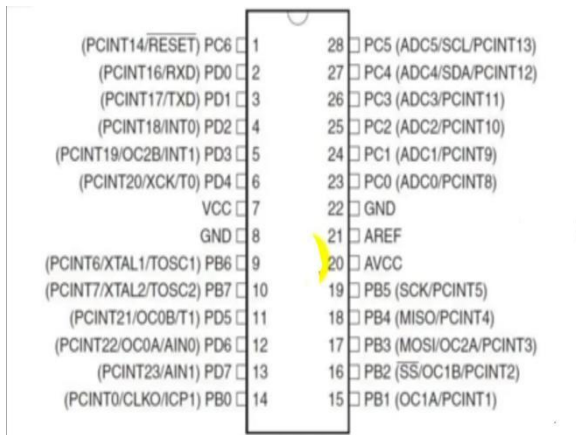 (PCINT14/RESET) PC6 1 28 PC5 (ADC5/SCL/PCINT13)
(PCINT16/RXD) PD0 2 27 PC4 (ADC4/SDA/PCINT12)
(PCINT17/TXD) PD1 3 26 PC3 (ADC3/PCINT11)
(PCINT18/INT0) PD2 4 25 PC2 (ADC2/PCINT10)
(PCINT19/OC2B/INT1) PD3 5 24 PC1 (ADC1/PCINT9)
(PCINT20/XCK/T0) PD4 6 23 PC0 (ADC0/PCINT8)
VCC 7 22 GND
GND 8 21 AREF
(PCINT6/XTAL1/TOSC1) PB6 9 20 AVCC
(PCINT7/XTAL2/TOSC2) PB7 10 19 PB5 (SCK/PCINT5)
(PCINT21/OC0B/T1) PD5 11 18 PB4 (MISO/PCINT4)
(PCINT22/OC0A/AIN0) PD6 12 17 PB3 (MOSI/OC2A/PCINT3)
(PCINT23/AIN1) PD7 13 16 PB2 (SS/OC1B/PCINT2)
(PCINT0/CLKO/ICP1) PB0 14 15 PB1 (OC1A/PCINT1)